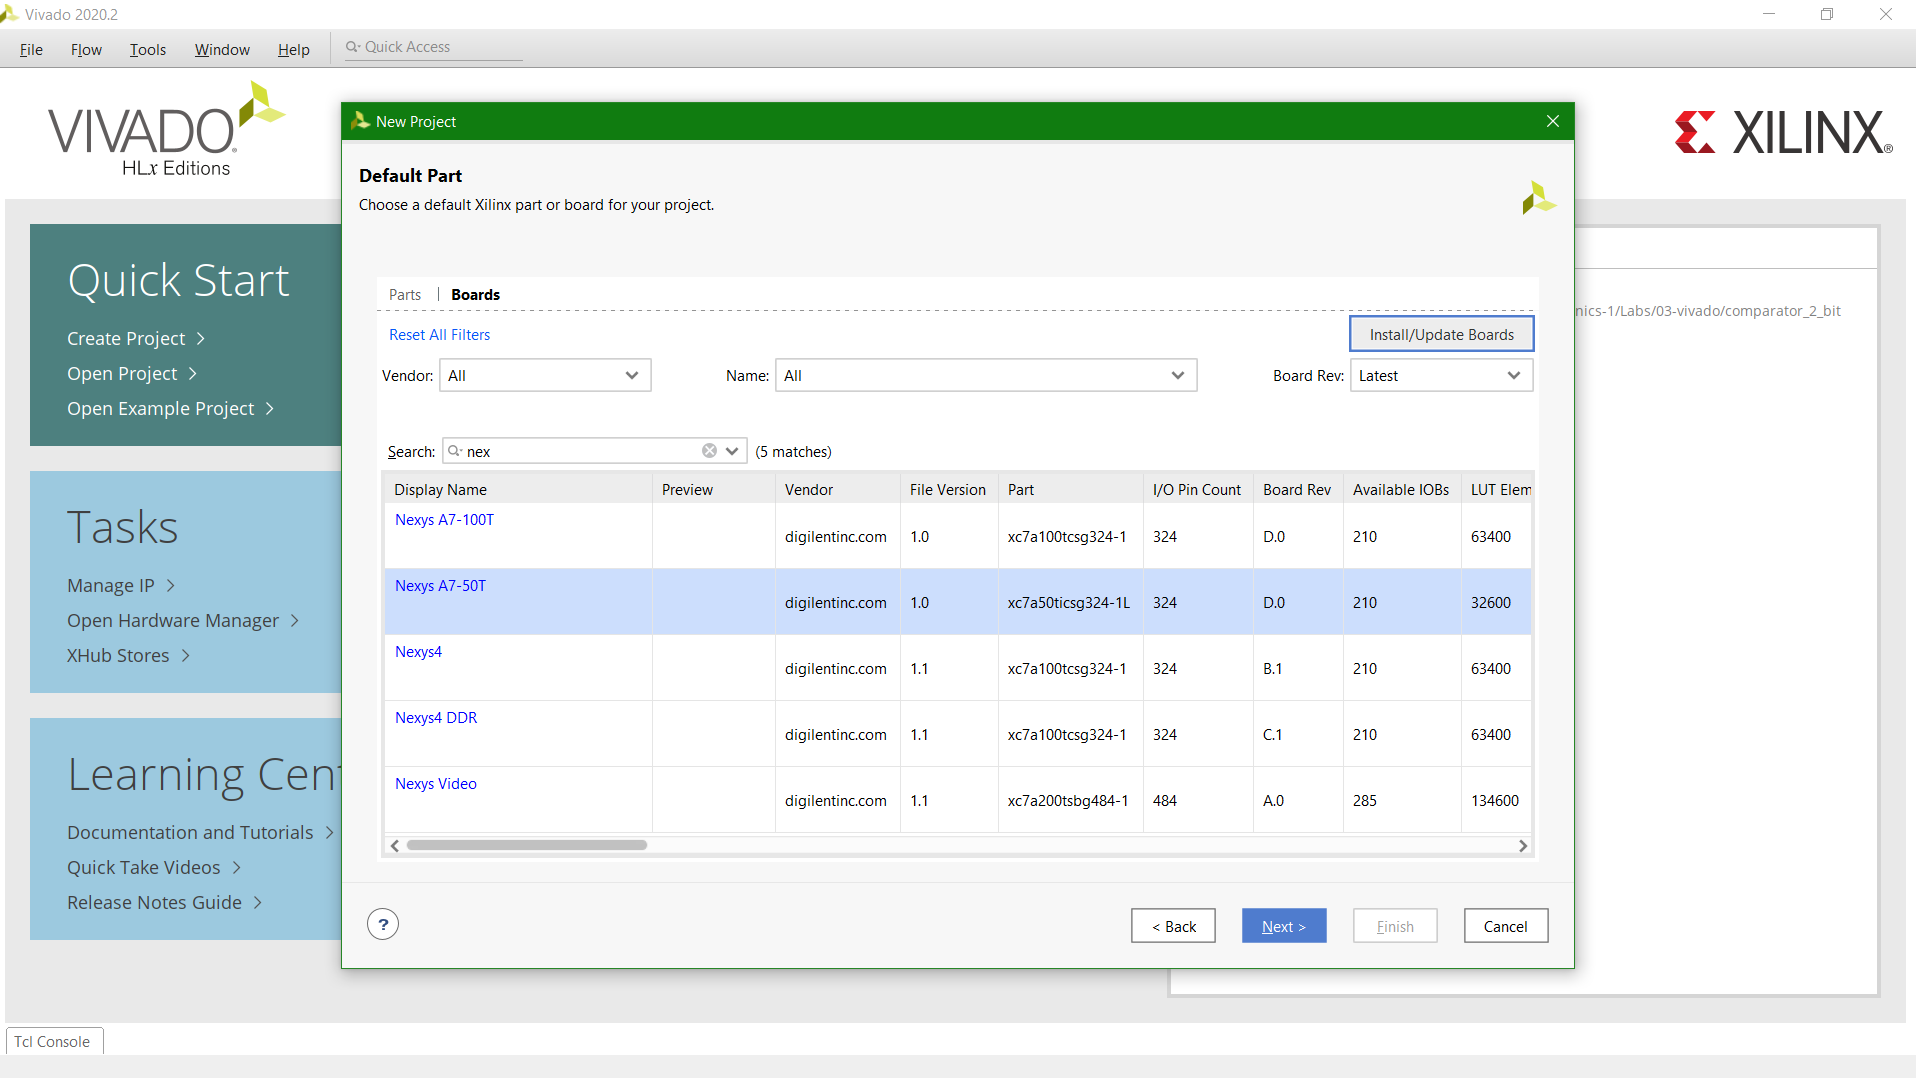 Vivado 2020.2
File Flow Tools Window Help Quick Access
VIVADO
HLx Editions
XILINX®
Quick Start
Create Project
Open Project
Open Example Project
Tasks
Manage IP
Open Hardware Manager
XHub Stores
Learning Cen
Documentation and Tutorials
Quick Take Videos
Release Notes Guide
New Project
Default Part
Choose a default Xilinx part or board for your project.
Parts | Boards
Reset All Filters Install/Update Boards
Vendor: All Name: All Board Rev: Latest
Search: nex (5 matches)
Display Name Preview Vendor File Version Part I/O Pin Count Board Rev Available IOBs LUT Elem
Nexys A7-100T digilentinc.com 1.0 xc7a100tcsg324-1 324 D.0 210 63400
Nexys A7-50T digilentinc.com 1.0 xc7a50ticsg324-1L 324 D.0 210 32600
Nexys4 digilentinc.com 1.1 xc7a100tcsg324-1 324 B.1 210 63400
Nexys4 DDR digilentinc.com 1.1 xc7a100tcsg324-1 324 C.1 210 63400
Nexys Video digilentinc.com 1.1 xc7a200tsbg484-1 484 A.0 285 134600
? < Back Next > Finish Cancel
nics-1/Labs/03-vivado/comparator_2_bit
Tcl Console